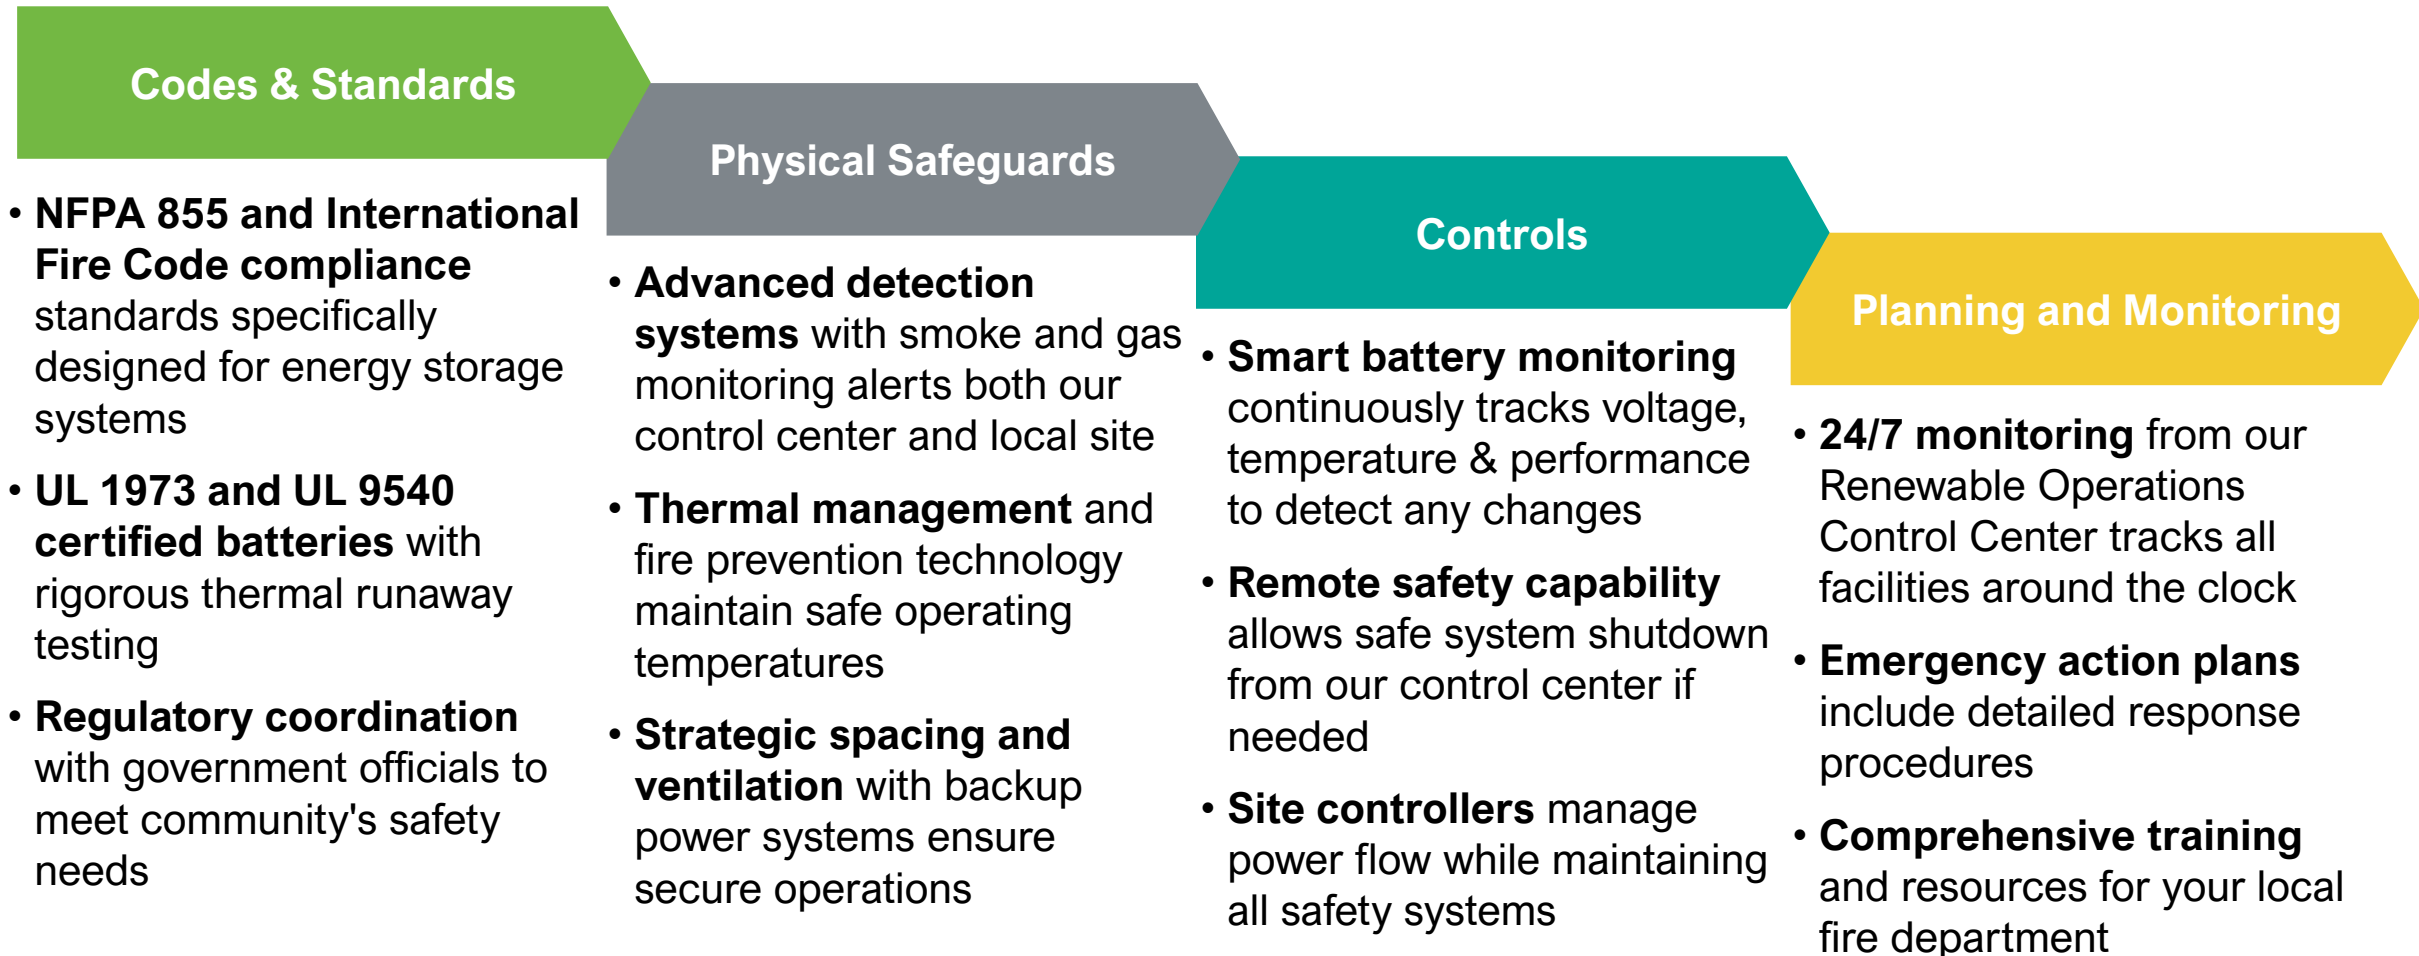 Codes & Standards
• NFPA 855 and International
Fire Code compliance
standards specifically
designed for energy storage
systems
• UL 1973 and UL 9540
certified batteries with
rigorous thermal runaway
testing
• Regulatory coordination
with government officials to
meet community's safety
needs
Physical Safeguards
• Advanced detection
systems with smoke and gas
monitoring alerts both our
control center and local site
• Thermal management and
fire prevention technology
maintain safe operating
temperatures
• Strategic spacing and
ventilation with backup
power systems ensure
secure operations
Controls
• Smart battery monitoring
continuously tracks voltage,
temperature & performance
to detect any changes
• Remote safety capability
allows safe system shutdown
from our control center if
needed
• Site controllers manage
power flow while maintaining
all safety systems
Planning and Monitoring
• 24/7 monitoring from our
Renewable Operations
Control Center tracks all
facilities around the clock
• Emergency action plans
include detailed response
procedures
• Comprehensive training
and resources for your local
fire department